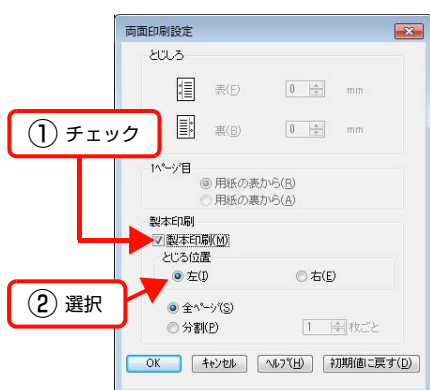 両面印刷設定
とじしろ
表(F) 0 mm
裏(B) 0 mm
① チェック
1ページ目
用紙の表から(R)
用紙の裏から(A)
製本印刷
製本印刷(M)
とじる位置
左(I) 右(E)
② 選択
全ページ(S)
分割(P) 1 枚ごと
OK キャンセル ヘルプ(H) 初期値に戻す(D)